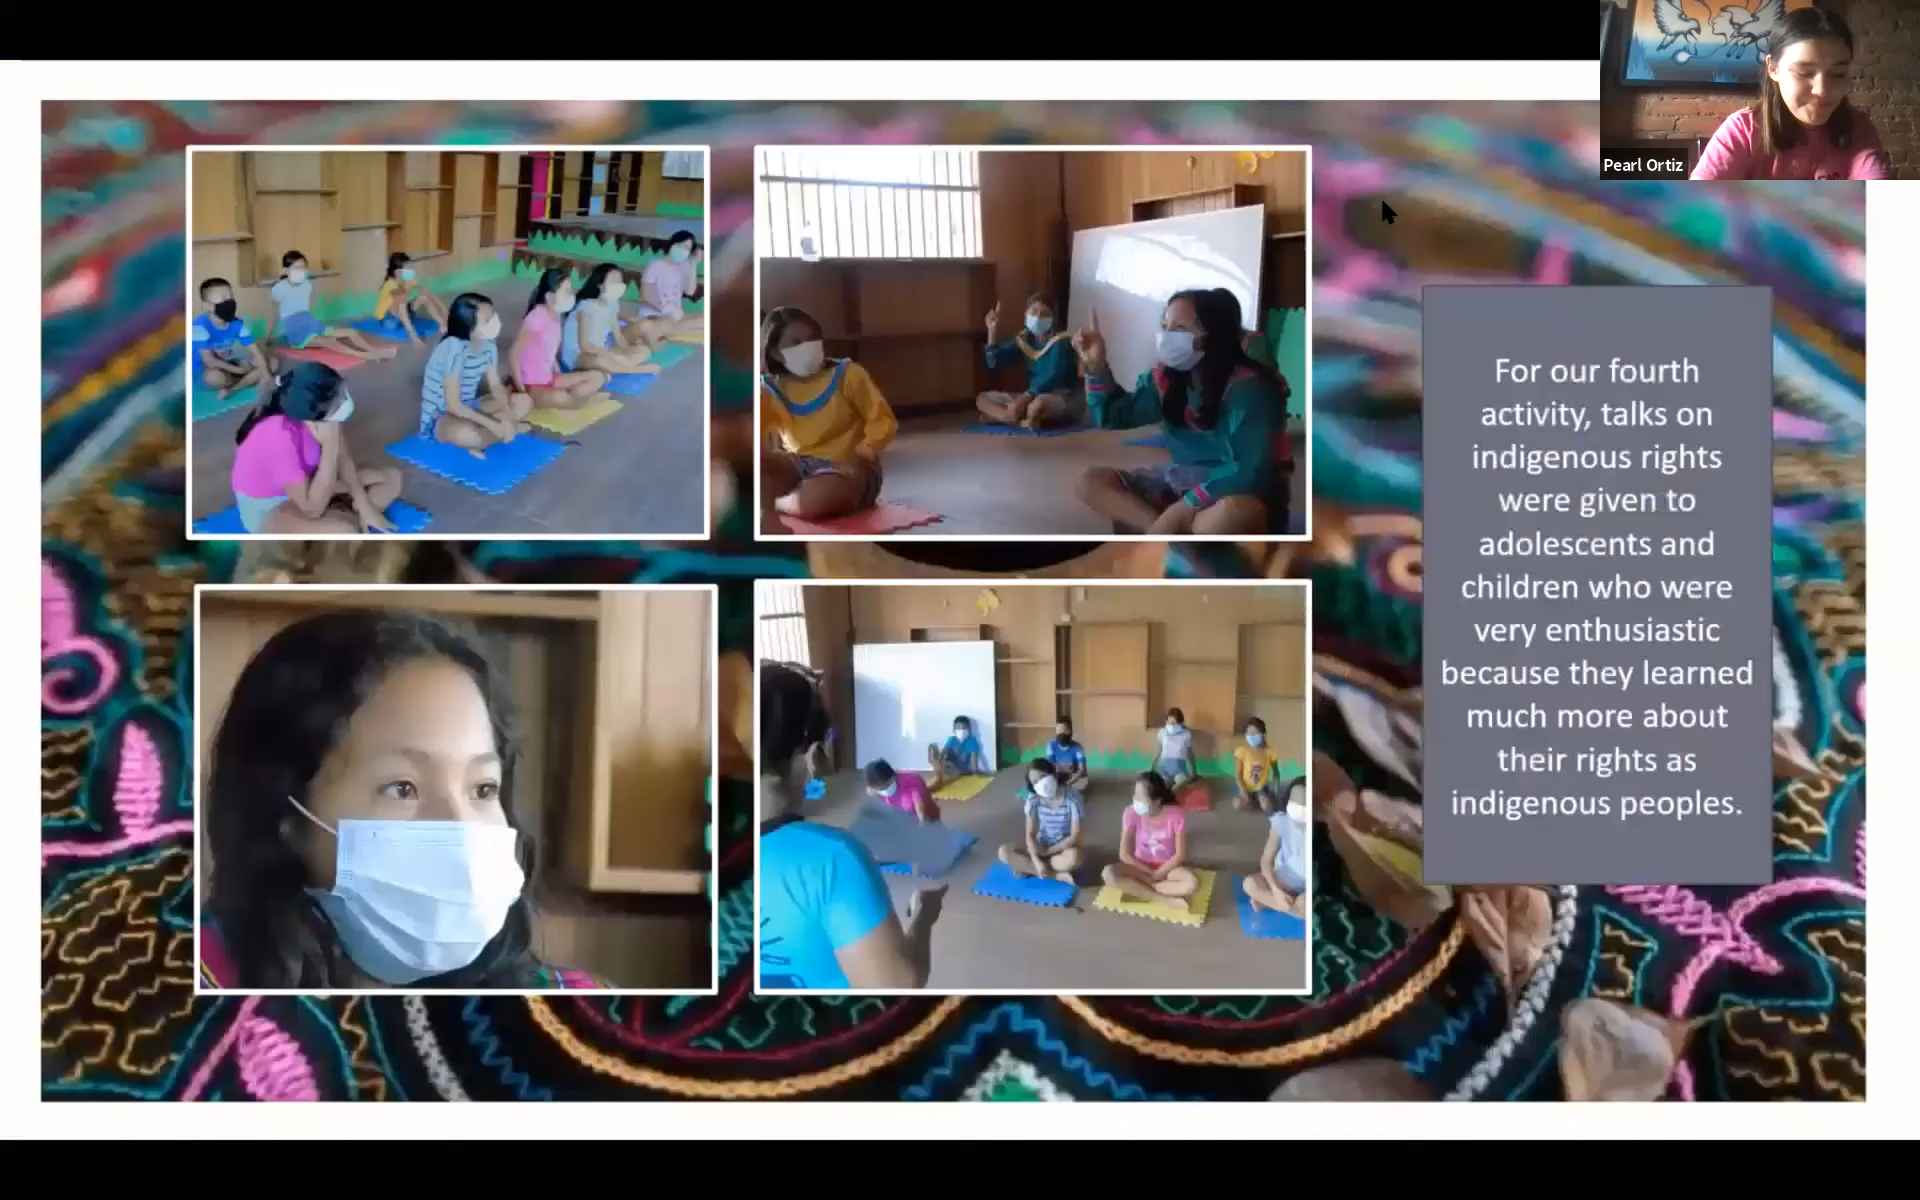 Pearl Ortiz
For our fourth
activity, talks on
indigenous rights
were given to
adolescents and
children who were
very enthusiastic
because they learned
much more about
their rights as
indigenous peoples.